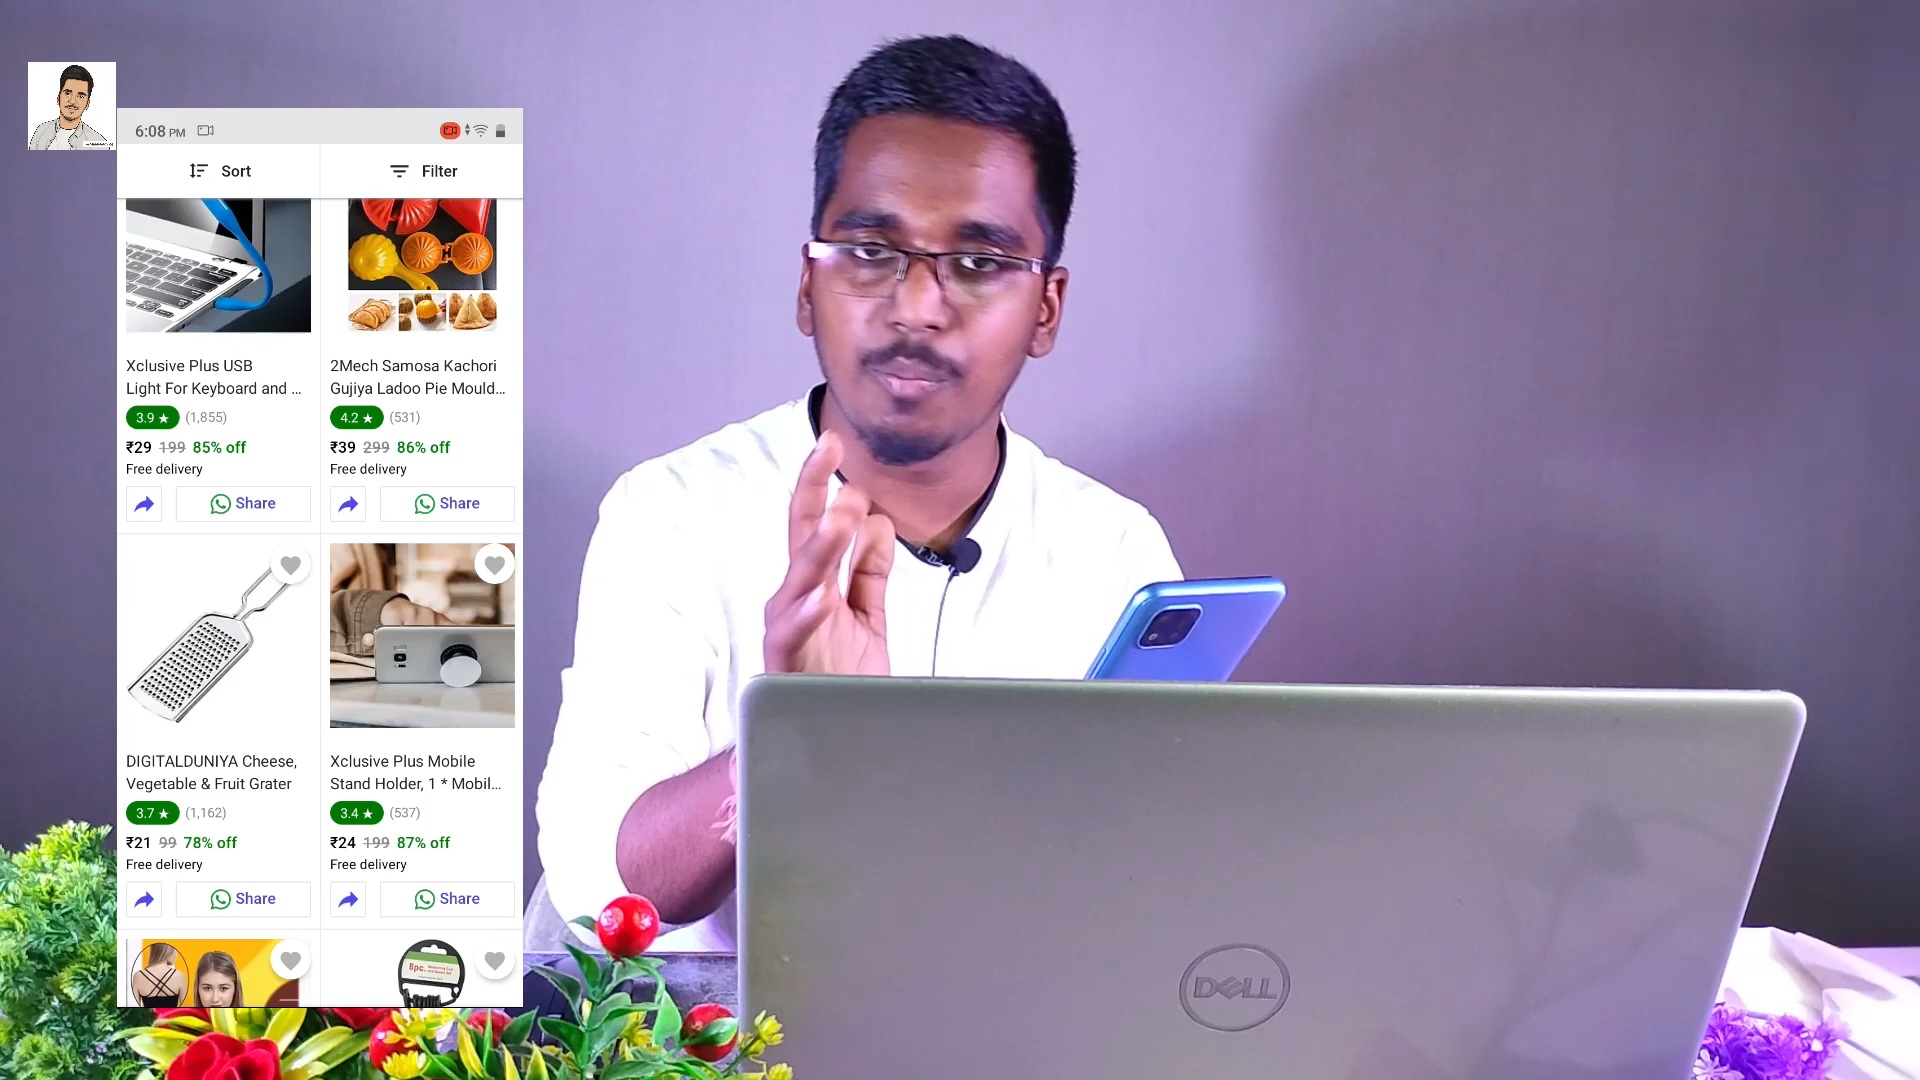 6:08 PM
Sort
Filter
Xclusive Plus USB
Light For Keyboard and ...
3.9 ★ (1,855)
₹29 199 85% off
Free delivery
Share
2Mech Samosa Kachori
Gujiya Ladoo Pie Mould...
4.2 ★ (531)
₹39 299 86% off
Free delivery
Share
DIGITALDUNIYA Cheese,
Vegetable & Fruit Grater
3.7 ★ (1,162)
₹21 99 78% off
Free delivery
Share
Xclusive Plus Mobile
Stand Holder, 1 * Mobil...
3.4 ★ (537)
₹24 199 87% off
Free delivery
Share
8pc.
DELL